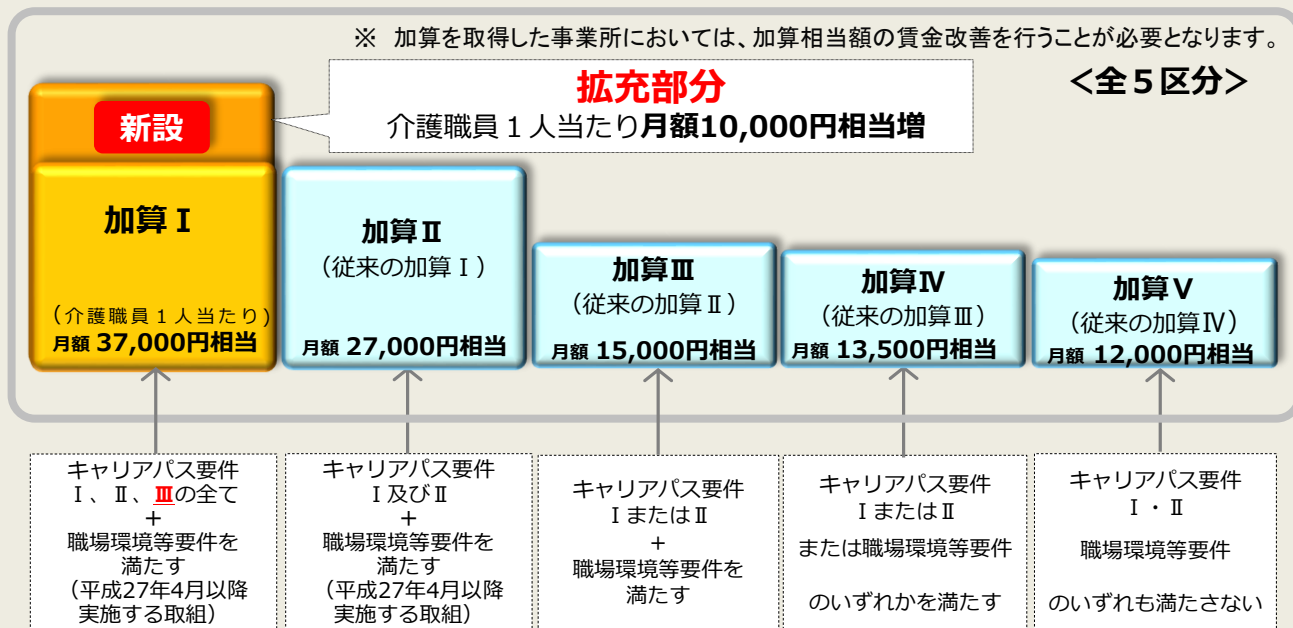 ※ 加算を取得した事業所においては、加算相当額の賃金改善を行うことが必要となります。
<全５区分>
拡充部分
介護職員１人当たり月額10,000円相当増
新設
加算Ⅰ
(介護職員１人当たり)
月額 37,000円相当
加算Ⅱ
（従来の加算Ⅰ）
月額 27,000円相当
加算Ⅲ
（従来の加算Ⅱ）
月額 15,000円相当
加算Ⅳ
（従来の加算Ⅲ）
月額 13,500円相当
加算Ⅴ
（従来の加算Ⅳ）
月額 12,000円相当
キャリアパス要件
Ⅰ、Ⅱ、Ⅲの全て
+
職場環境等要件を
満たす
（平成27年4月以降
実施する取組）
キャリアパス要件
Ⅰ及びⅡ
+
職場環境等要件を
満たす
（平成27年4月以降
実施する取組）
キャリアパス要件
ⅠまたはⅡ
+
職場環境等要件を
満たす
キャリアパス要件
ⅠまたはⅡ
または職場環境等要件
のいずれかを満たす
キャリアパス要件
Ⅰ・Ⅱ
職場環境等要件
のいずれも満たさない